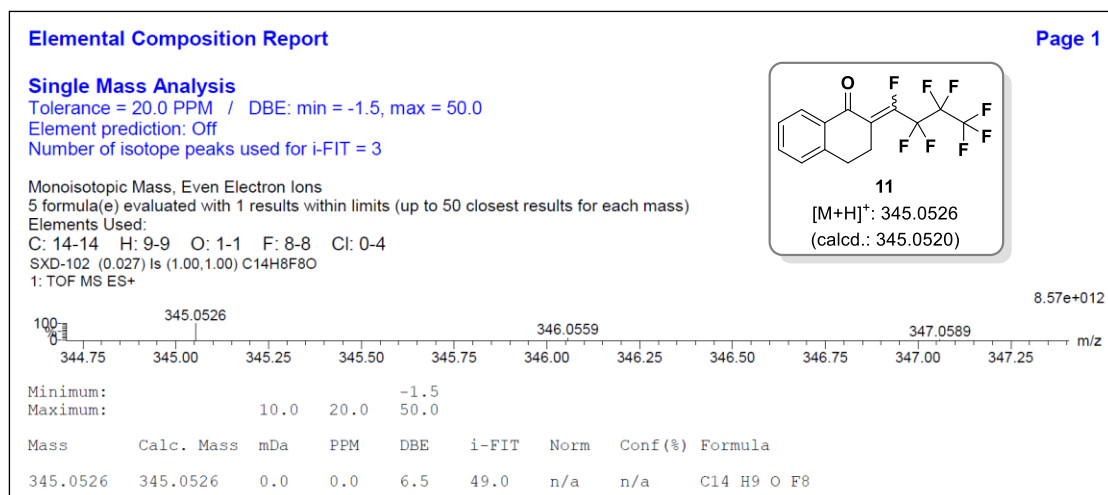 Elemental Composition Report
Page 1
Single Mass Analysis
Tolerance = 20.0 PPM / DBE: min = -1.5, max = 50.0
Element prediction: Off
Number of isotope peaks used for i-FIT = 3
Monoisotopic Mass, Even Electron Ions
5 formula(e) evaluated with 1 results within limits (up to 50 closest results for each mass)
Elements Used:
C: 14-14 H: 9-9 O: 1-1 F: 8-8 Cl: 0-4
SXD-102 (0.027) Is (1.00,1.00) C14H8F8O
1: TOF MS ES+
O F F F
F
F
F F F
11
[M+H]+: 345.0526
(calcd.: 345.0520)
8.57e+012
345.0526 346.0559 347.0589
100
%
0
m/z
344.75 345.00 345.25 345.50 345.75 346.00 346.25 346.50 346.75 347.00 347.25
Minimum: -1.5
Maximum: 10.0 20.0 50.0
Mass Calc. Mass mDa PPM DBE i-FIT Norm Conf(%) Formula
345.0526 345.0526 0.0 0.0 6.5 49.0 n/a n/a C14 H9 O F8